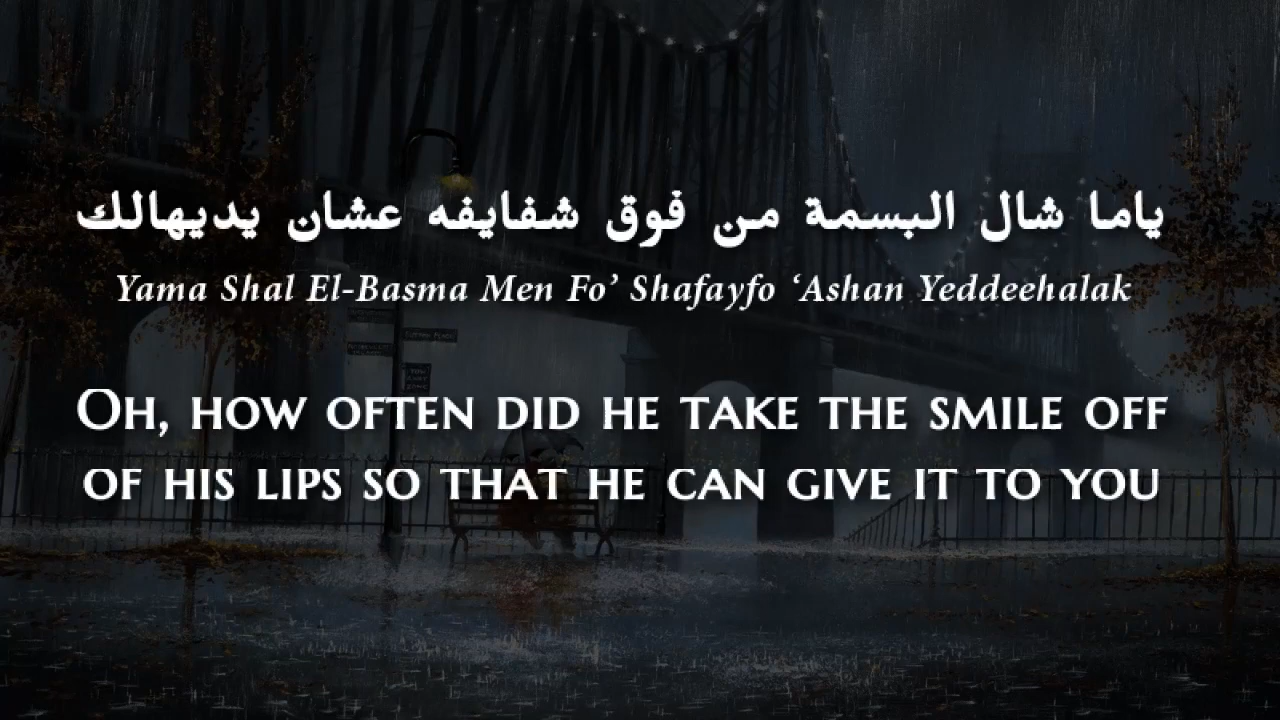 ياما شال البسمة من فوق شفايفه عشان يديهالك
Yama Shal El-Basma Men Fo’ Shafayfo ‘Ashan Yeddeehalak
Oh, how often did he take the smile off
of his lips so that he can give it to you